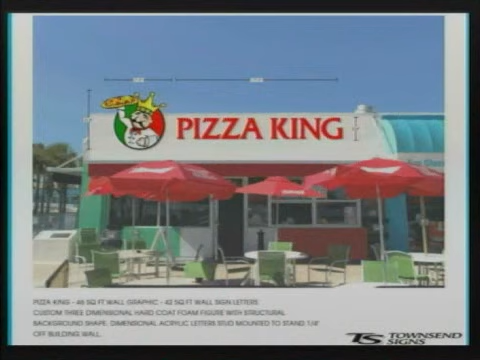 PIZZA KING
PIZZA KING - 46 SQ FT WALL GRAPHIC - 42 SQ FT WALL SIGN LETTERS
CUSTOM THREE DIMENSIONAL HARD COAT FOAM FIGURE WITH STRUCTURAL
BACKGROUND SHAPE. DIMENSIONAL ACRYLIC LETTERS STUD MOUNTED TO STAND 1/4"
OFF BUILDING WALL.
TS TOWNSEND
SIGNS